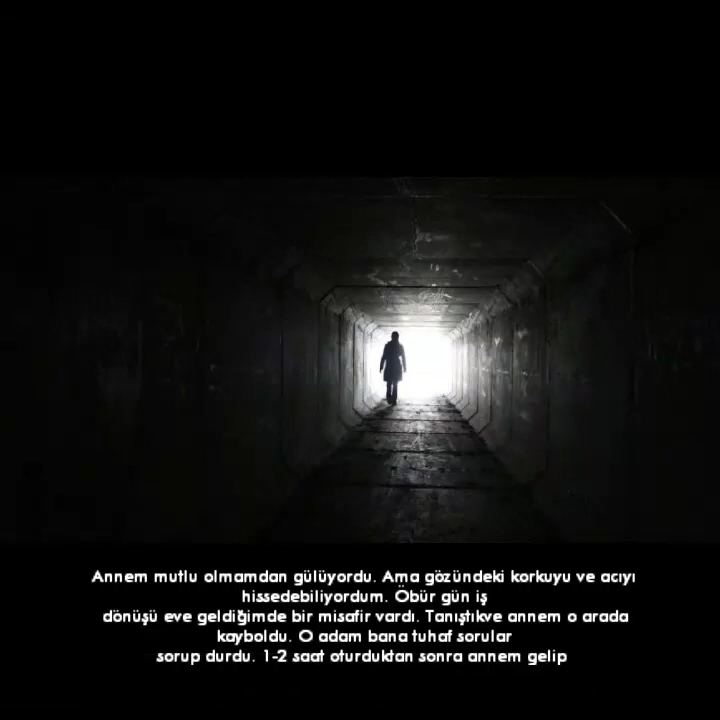 Annem mutlu olmamdan gülüyordu. Ama gözündeki korkuyu ve acıyı
hissedebiliyordum. Öbür gün iş
dönüşü eve geldiğimde bir misafir vardı. Tanıştıkve annem o arada
kayboldu. O adam bana tuhaf sorular
sorup durdu. 1-2 saat oturduktan sonra annem gelip